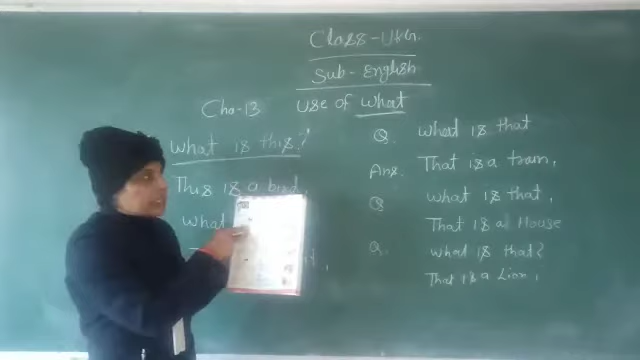 Class-
Sub- English
Cha-13 Use of what
What is this?
This is a bird.
What
Q. What is that
Ans. That is a train,
Q what is that,
That is a House
Q. what is that?
That is a Lion,